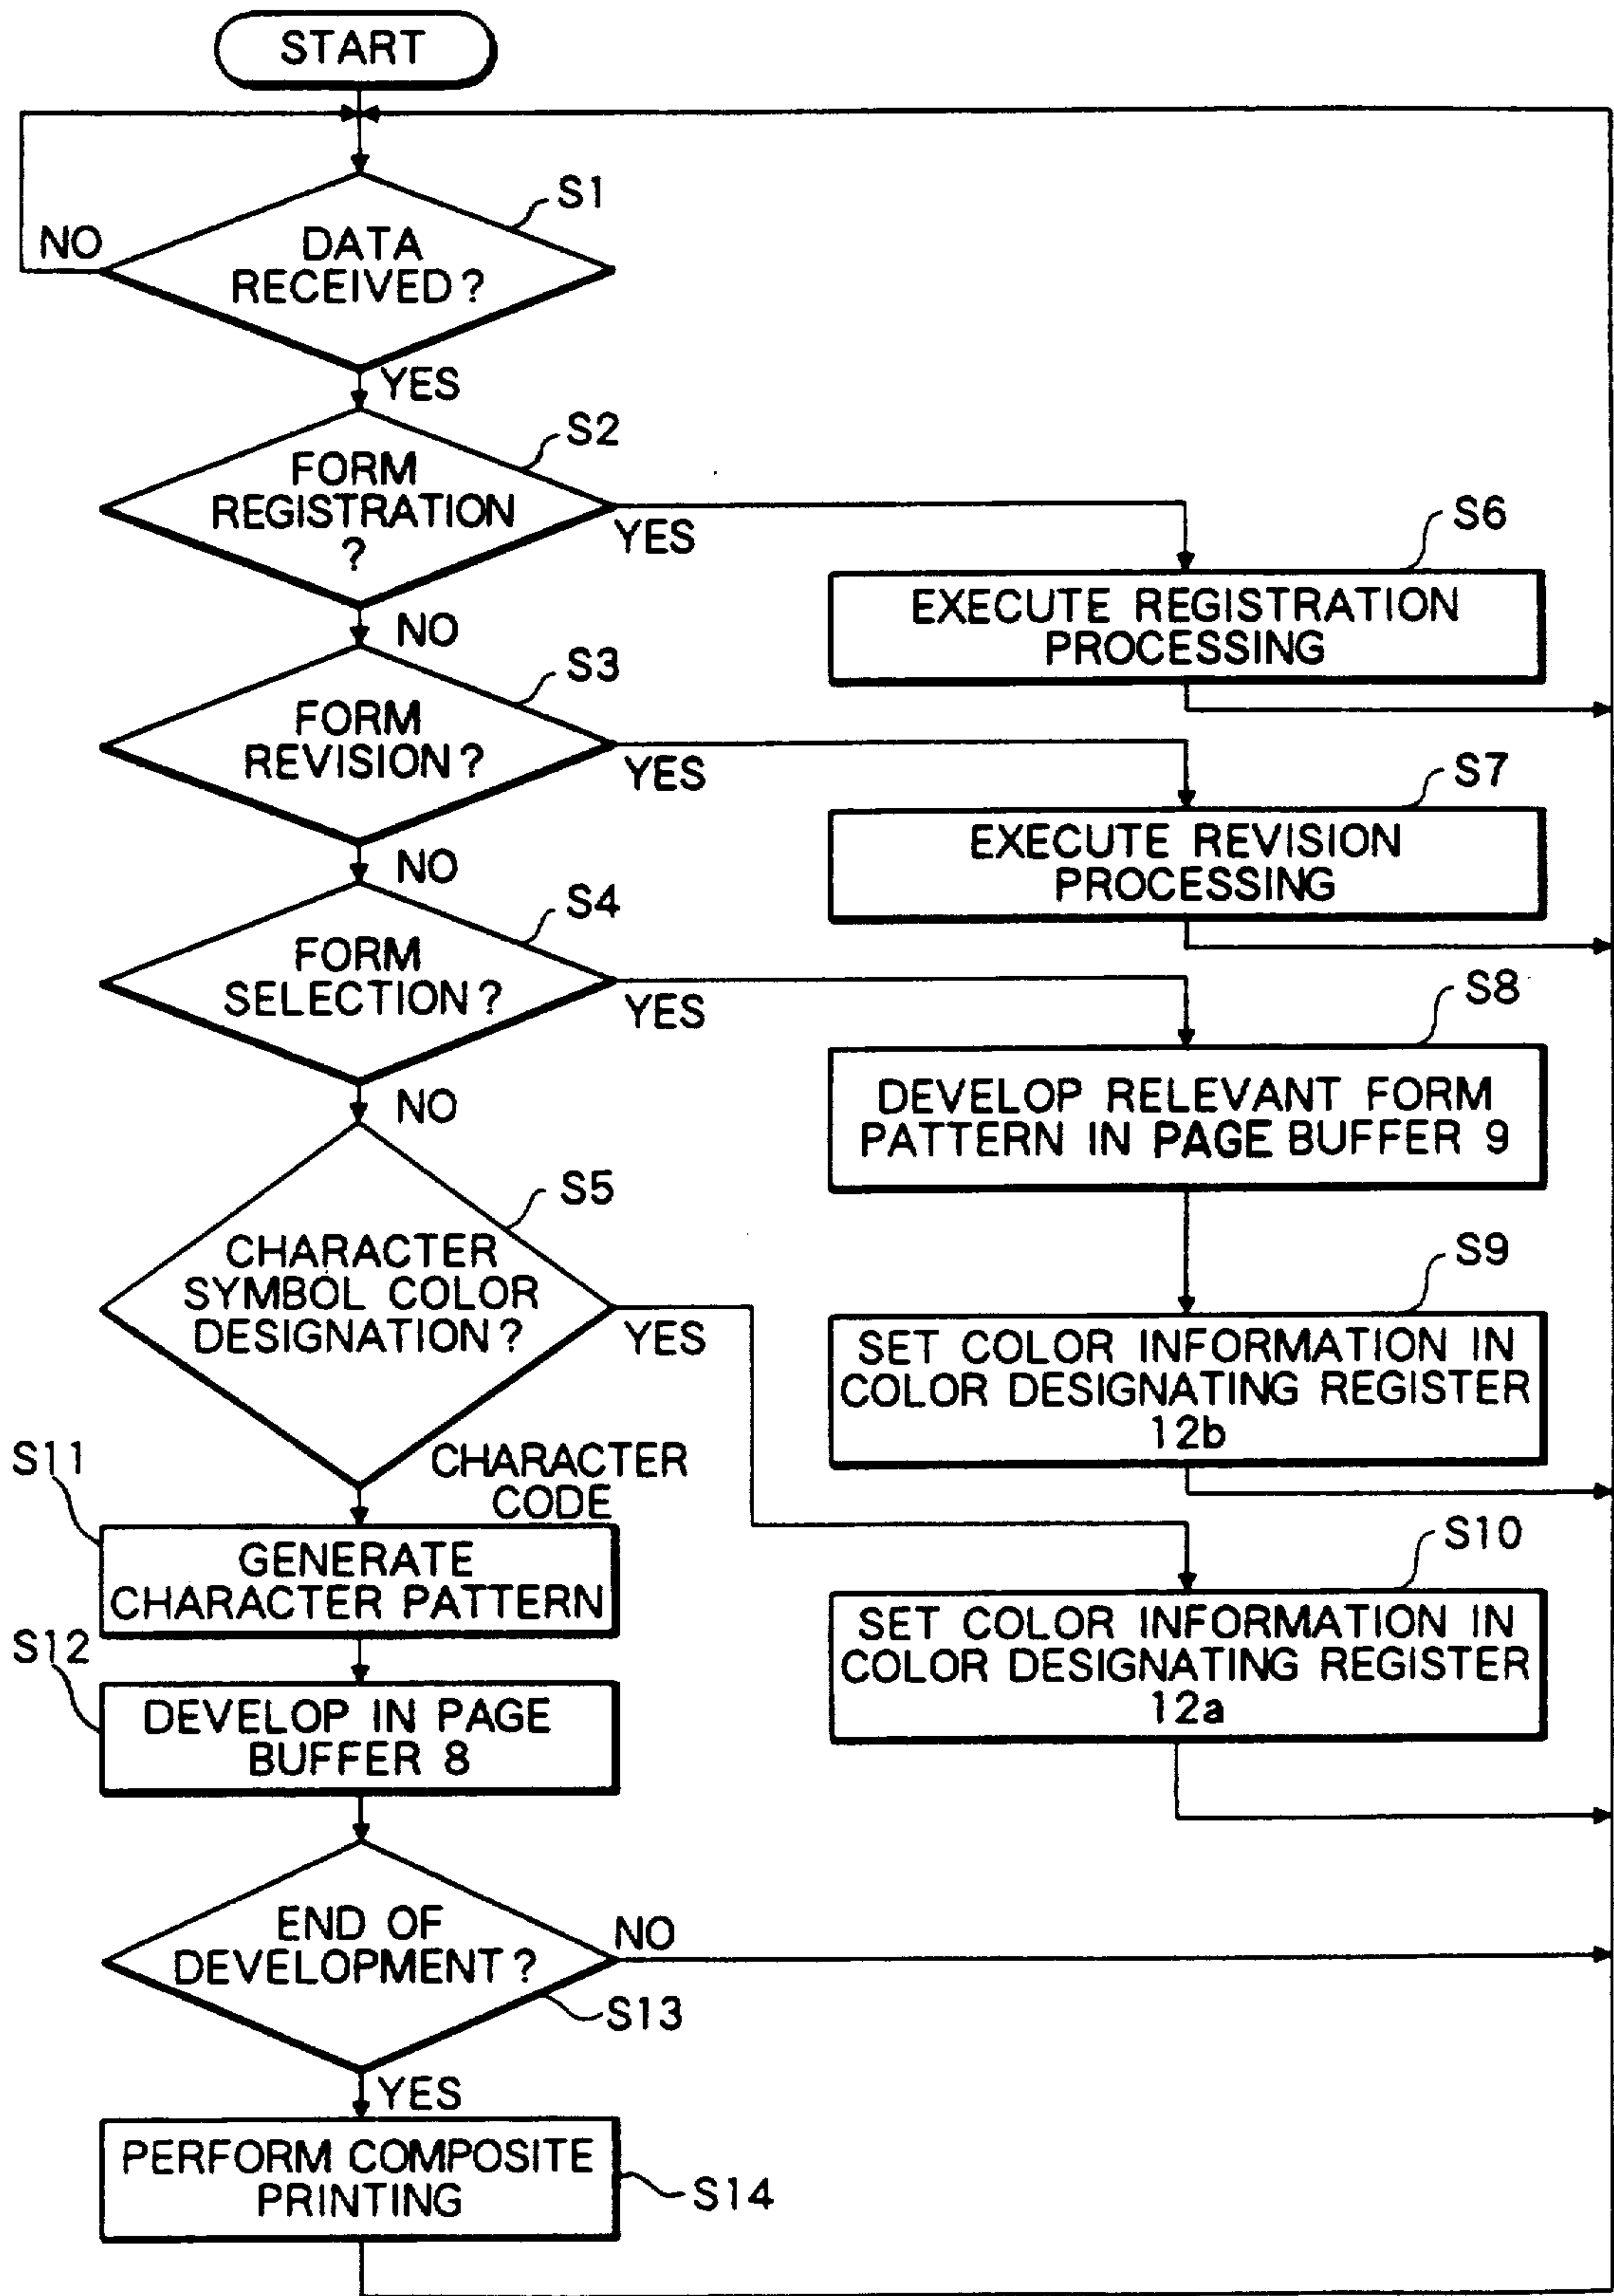 START
S1
NO
DATA
RECEIVED?
YES
S2
FORM
REGISTRATION
?
YES
S6
EXECUTE REGISTRATION
PROCESSING
NO
S3
FORM
REVISION?
YES
S7
EXECUTE REVISION
PROCESSING
NO
S4
FORM
SELECTION?
YES
S8
DEVELOP RELEVANT FORM
PATTERN IN PAGE BUFFER 9
NO
S5
CHARACTER
SYMBOL COLOR
DESIGNATION?
YES
S9
SET COLOR INFORMATION IN
COLOR DESIGNATING REGISTER
12b
CHARACTER
CODE
S11
GENERATE
CHARACTER PATTERN
S10
SET COLOR INFORMATION IN
COLOR DESIGNATING REGISTER
12a
S12
DEVELOP IN PAGE
BUFFER 8
END OF
DEVELOPMENT?
NO
S13
YES
PERFORM COMPOSITE
PRINTING
S14